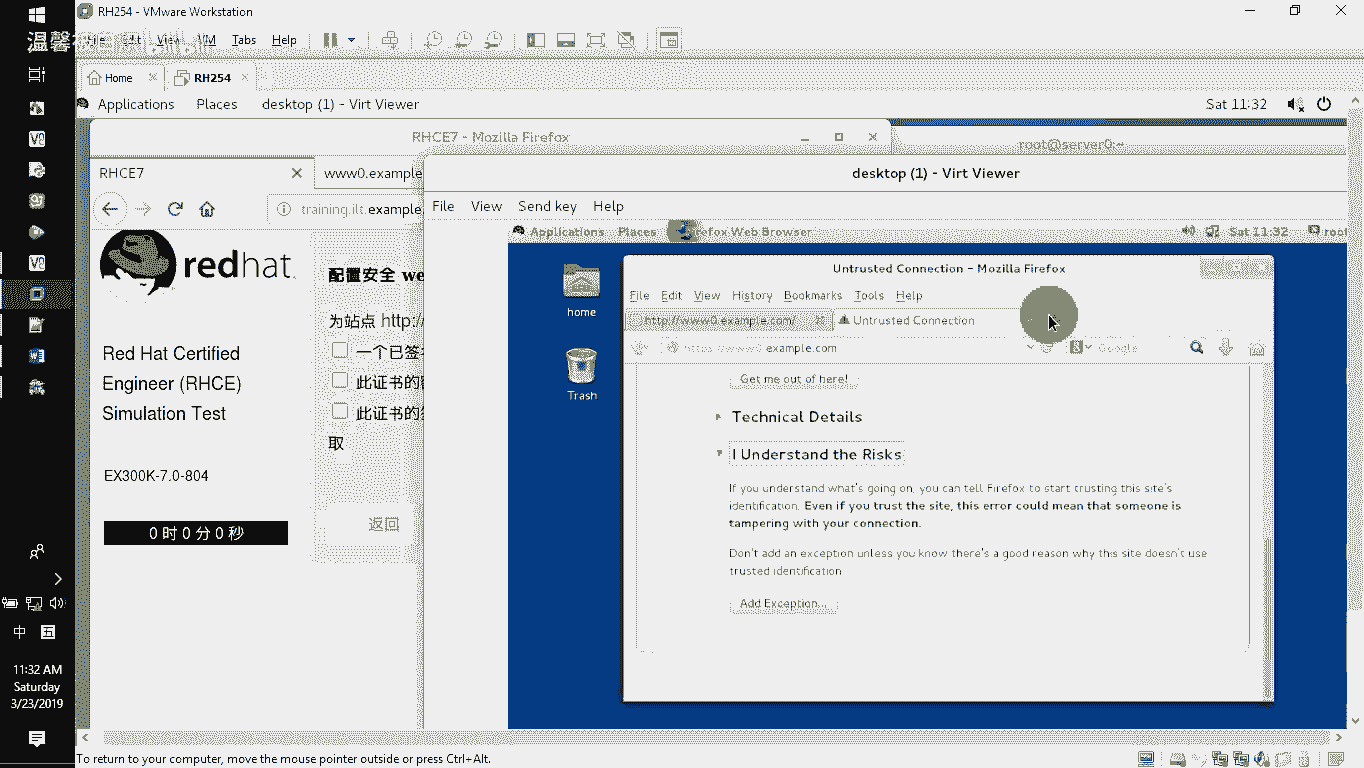 RH254 - VMware Workstation
温馨
Edit View VM Tabs Help
Home
RH254
Applications Places desktop (1) - Virt Viewer
Sat 11:32
RHCE7 - Mozilla Firefox
root@server0:~
RHCE7
www0.example
desktop (1) - Virt Viewer
training.ilt.example
File View Send key Help
Applications Places Firefox Web Browser
Sat 11:32 root
redhat.
配置安全 we
为站点 http:/
一个已签
此证书的
此证书的
取
返回
Red Hat Certified
Engineer (RHCE)
Simulation Test
EX300K-7.0-804
0 时 0 分 0 秒
home
Trash
Untrusted Connection - Mozilla Firefox
File Edit View History Bookmarks Tools Help
http://www0.example.com/
Untrusted Connection
https://www0.example.com
Google
Get me out of here!
Technical Details
I Understand the Risks
If you understand what's going on, you can tell Firefox to start trusting this site's
identification. Even if you trust the site, this error could mean that someone is
tampering with your connection.
Don't add an exception unless you know there's a good reason why this site doesn't use
trusted identification.
Add Exception...
中 五
11:32 AM
Saturday
3/23/2019
To return to your computer, move the mouse pointer outside or press Ctrl+Alt.